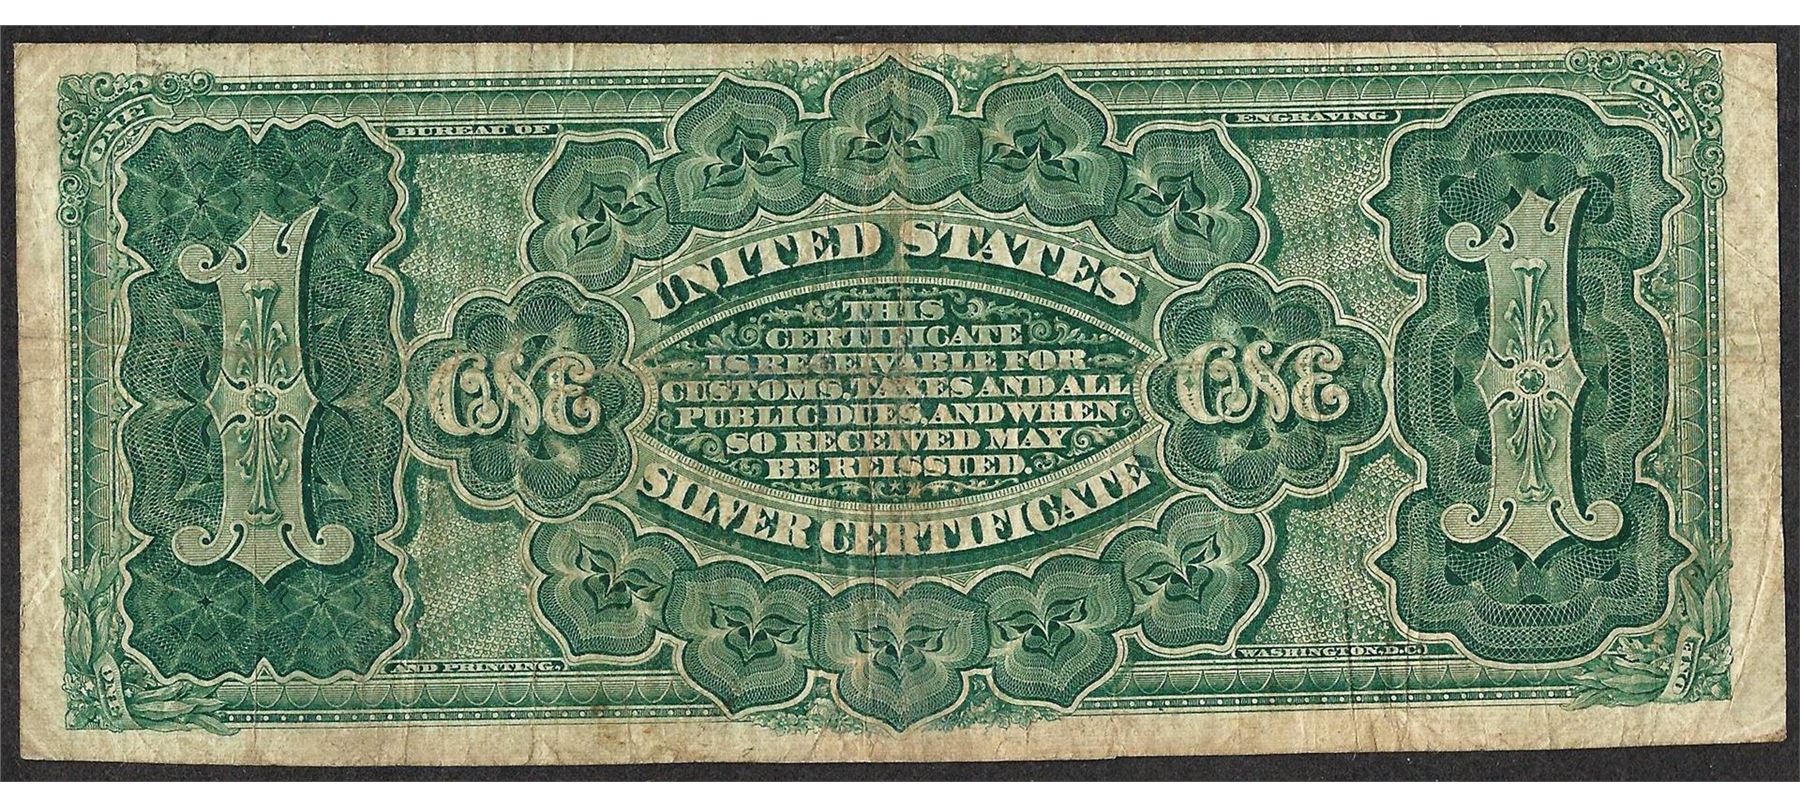 ONE
ONE
BUREAU OF
ENGRAVING
1
1
UNITED STATES
THIS
CERTIFICATE
IS RECEIVABLE FOR
CUSTOMS, TAXES AND ALL
PUBLIC DUES, AND WHEN
SO RECEIVED MAY
BE REISSUED.
ONE
ONE
SILVER CERTIFICATE
AND PRINTING,
WASHINGTON, D.C.
ONE
ONE